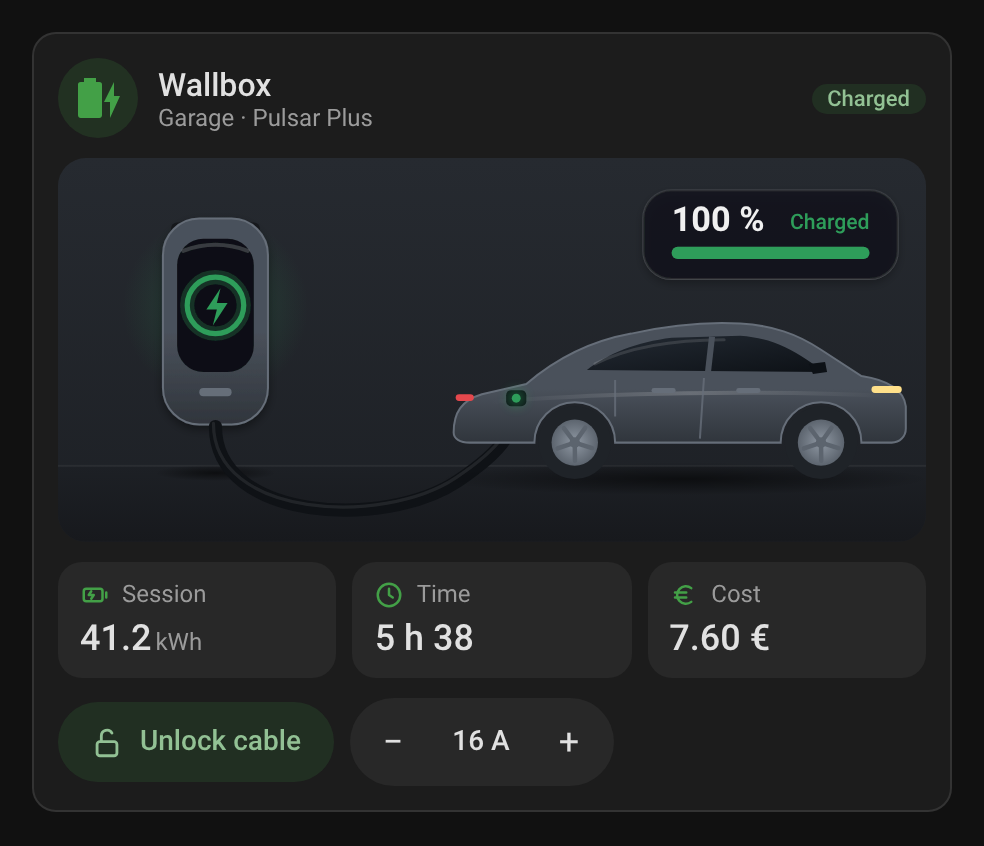 Wallbox
Garage · Pulsar Plus
Charged
100 % Charged
Session
41.2 kWh
Time
5 h 38
Cost
7.60 €
Unlock cable
− 16 A +